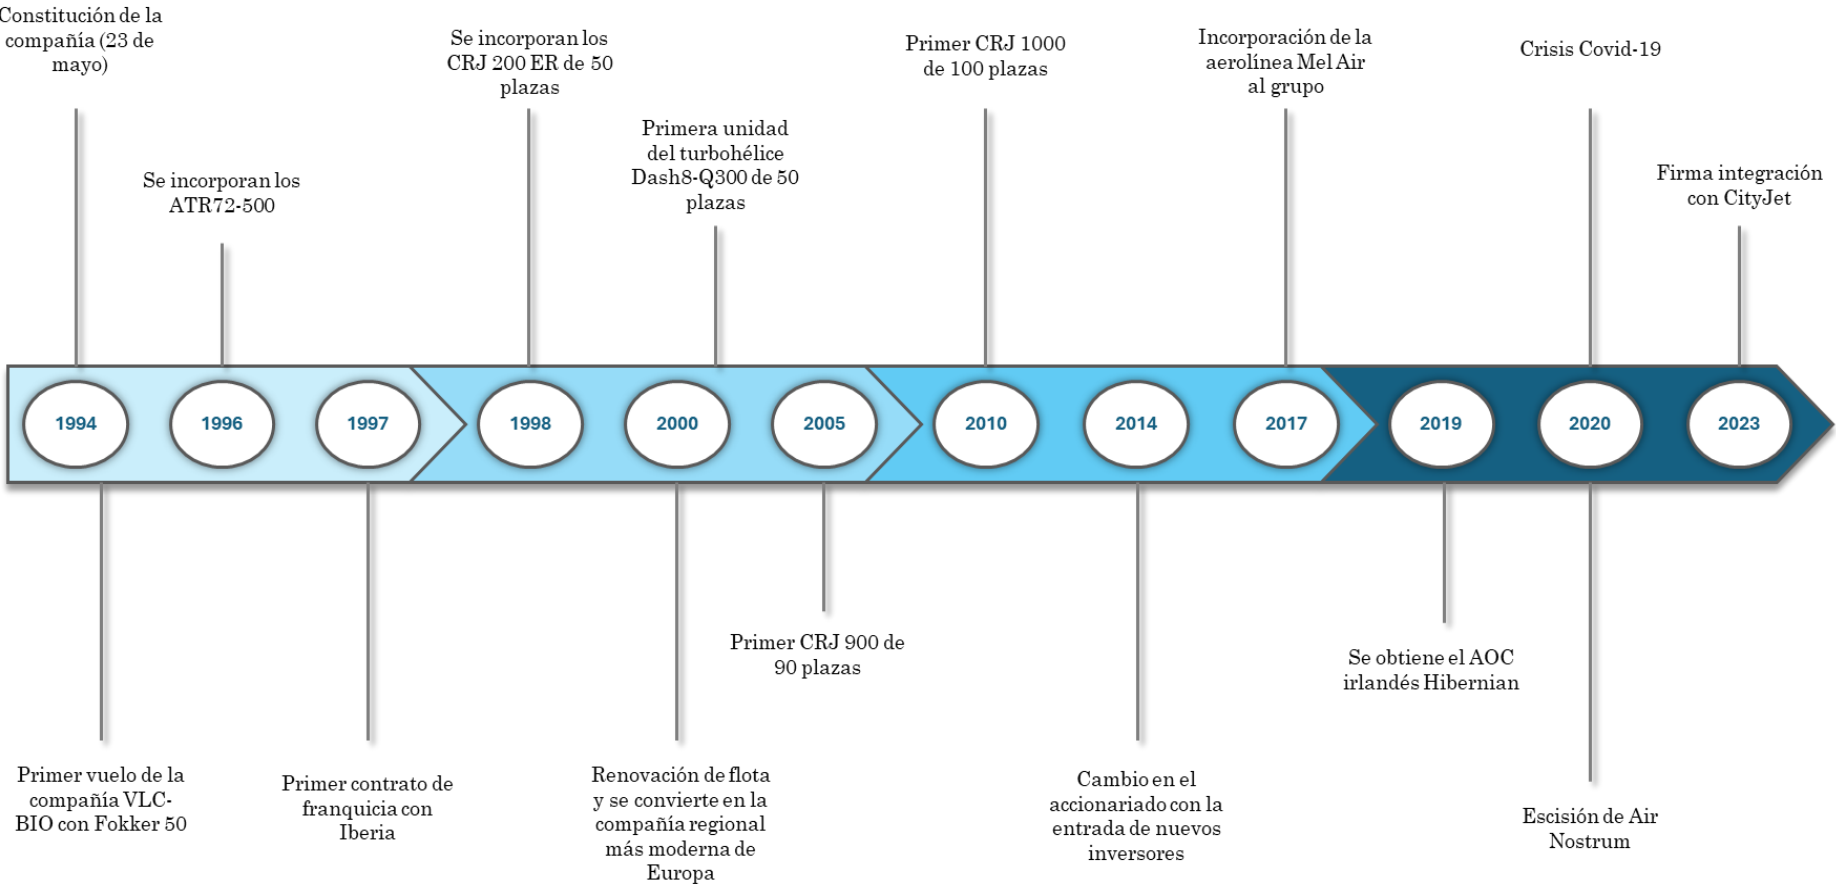 Constitución de la
compañía (23 de
mayo)
Se incorporan los
ATR72-500
Se incorporan los
CRJ 200 ER de 50
plazas
Primera unidad
del turbohélice
Dash8-Q300 de 50
plazas
Primer CRJ 1000
de 100 plazas
Incorporación de la
aerolínea Mel Air
al grupo
Crisis Covid-19
Firma integración
con CityJet
1994
1996
1997
1998
2000
2005
2010
2014
2017
2019
2020
2023
Primer vuelo de la
compañía VLC-
BIO con Fokker 50
Primer contrato de
franquicia con
Iberia
Renovación de flota
y se convierte en la
compañía regional
más moderna de
Europa
Primer CRJ 900 de
90 plazas
Cambio en el
accionariado con la
entrada de nuevos
inversores
Se obtiene el AOC
irlandés Hibernian
Escisión de Air
Nostrum